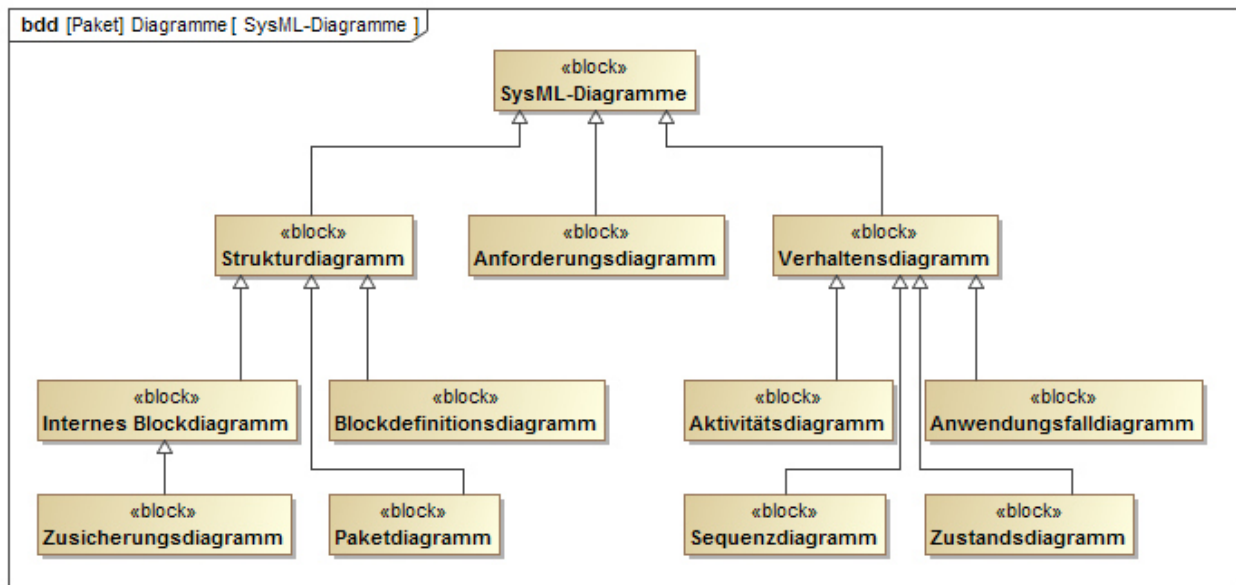 bdd [Paket] Diagramme [ SysML-Diagramme ]
«block»
SysML-Diagramme
«block»
Strukturdiagramm
«block»
Anforderungsdiagramm
«block»
Verhaltensdiagramm
«block»
Internes Blockdiagramm
«block»
Blockdefinitionsdiagramm
«block»
Aktivitätsdiagramm
«block»
Anwendungsfalldiagramm
«block»
Zusicherungsdiagramm
«block»
Paketdiagramm
«block»
Sequenzdiagramm
«block»
Zustandsdiagramm